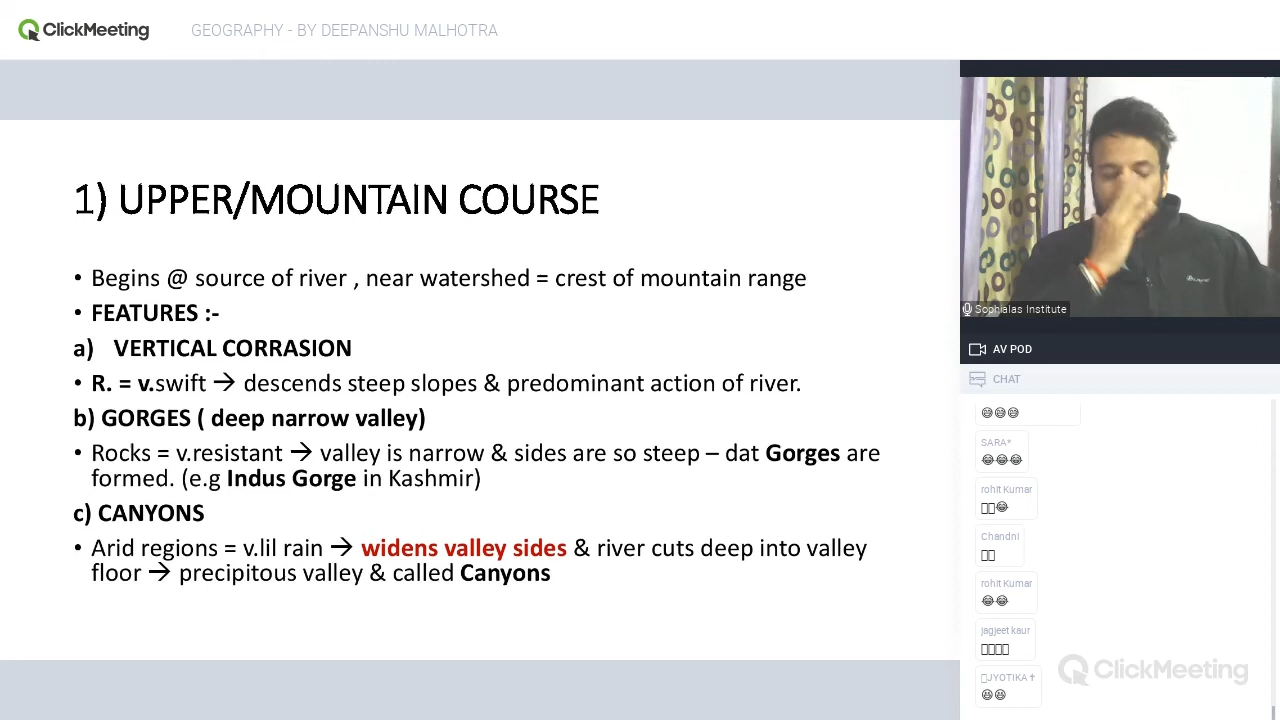 ClickMeeting
GEOGRAPHY - BY DEEPANSHU MALHOTRA
1) UPPER/MOUNTAIN COURSE
• Begins @ source of river , near watershed = crest of mountain range
• FEATURES :-
a) VERTICAL CORRASION
• R. = v.swift → descends steep slopes & predominant action of river.
b) GORGES ( deep narrow valley)
• Rocks = v.resistant → valley is narrow & sides are so steep – dat Gorges are
formed. (e.g Indus Gorge in Kashmir)
c) CANYONS
• Arid regions = v.lil rain → widens valley sides & river cuts deep into valley
floor → precipitous valley & called Canyons
Sophialas Institute
AV POD
CHAT
😅😅😅
SARA*
😂😂😂
rohit Kumar
▯▯😂
Chandni
▯▯
rohit Kumar
😂😂
jagjeet kaur
▯▯▯▯
▯JYOTIKA✝
😆😆
ClickMeeting